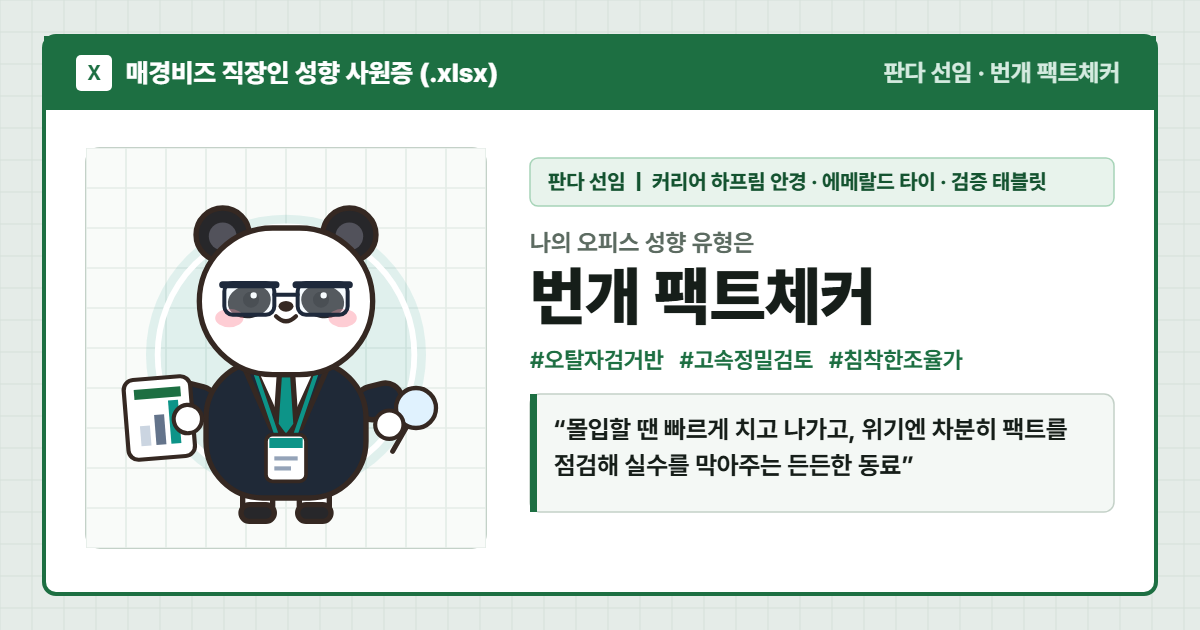 X 매경비즈 직장인 성향 사원증 (.xlsx)
판다 선임 · 번개 팩트체커
판다 선임 | 커리어 하프림 안경 · 에메랄드 타이 · 검증 태블릿
나의 오피스 성향 유형은
번개 팩트체커
#오탈자검거반 #고속정밀검토 #침착한조율가
“몰입할 땐 빠르게 치고 나가고, 위기엔 차분히 팩트를
점검해 실수를 막아주는 든든한 동료”